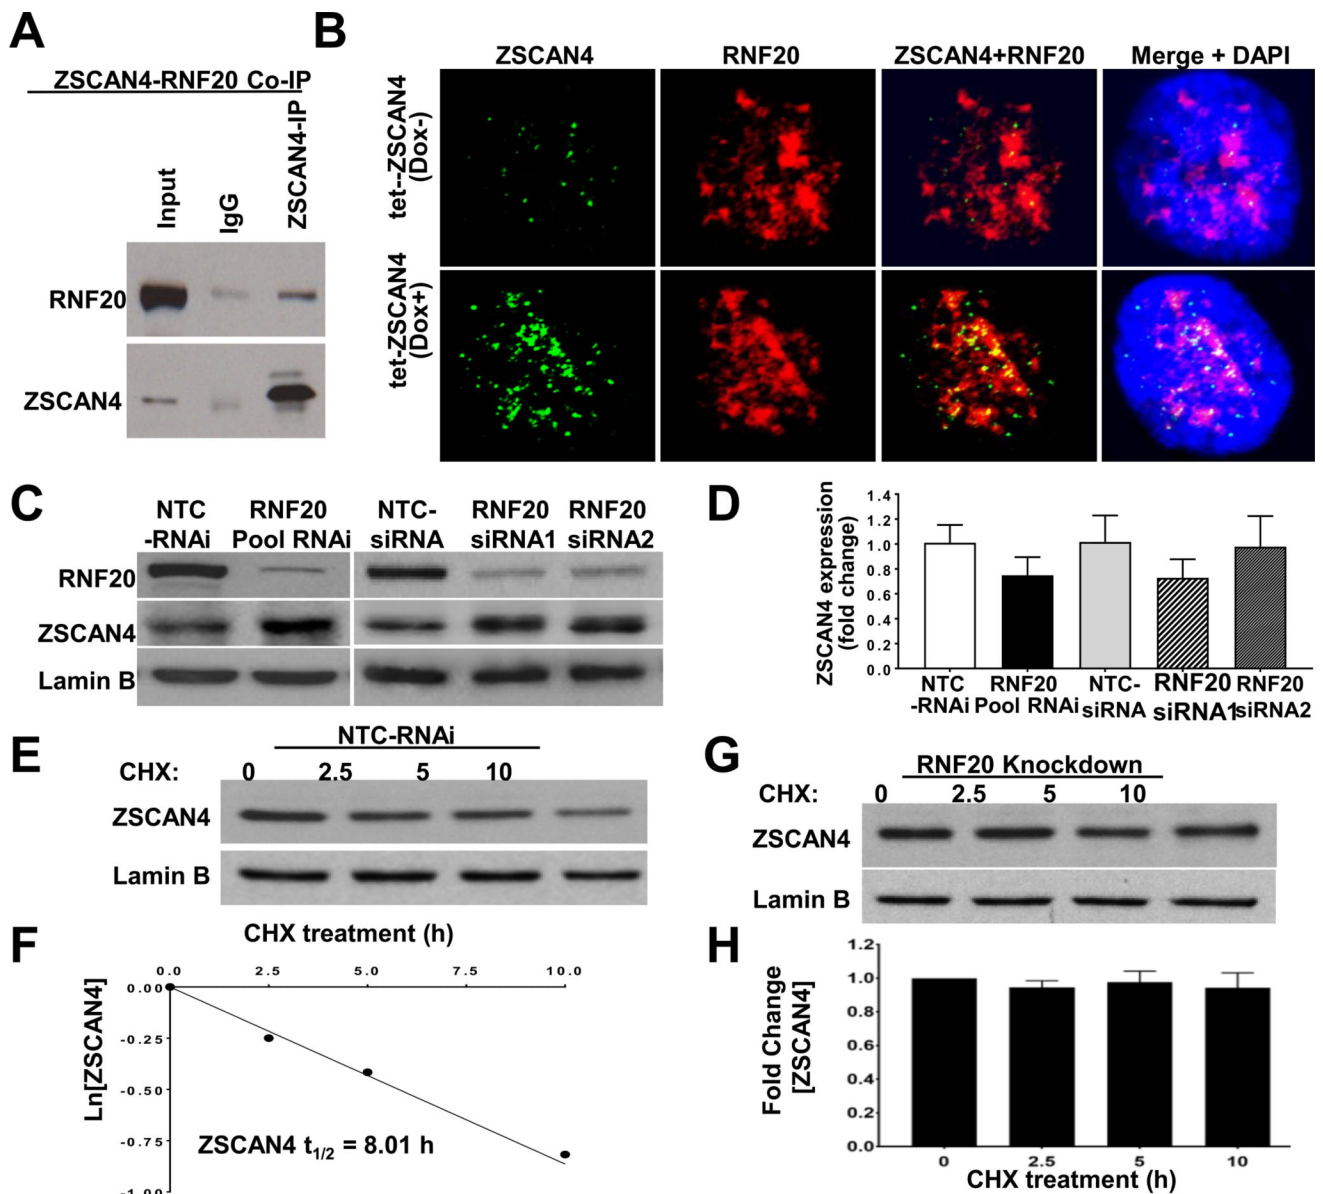 A
ZSCAN4-RNF20 Co-IP
Input
IgG
ZSCAN4-IP
RNF20
ZSCAN4
B
ZSCAN4 RNF20 ZSCAN4+RNF20 Merge + DAPI
tet--ZSCAN4
(Dox-)
tet-ZSCAN4
(Dox+)
C
NTC RNF20 NTC- RNF20 RNF20
-RNAi Pool RNAi siRNA siRNA1 siRNA2
RNF20
ZSCAN4
Lamin B
D
ZSCAN4 expression
(fold change)
1.4
1.2
1.0
0.8
0.6
0.4
0.2
0.0
NTC RNF20 NTC- RNF20 RNF20
-RNAi Pool RNAi siRNA siRNA1 siRNA2
E
NTC-RNAi
CHX: 0 2.5 5 10
ZSCAN4
Lamin B
F
CHX treatment (h)
0.0 2.5 5.0 7.5 10.0
Ln[ZSCAN4]
0.00
-0.25
-0.50
-0.75
-1.00
ZSCAN4 t1/2 = 8.01 h
G
RNF20 Knockdown
CHX: 0 2.5 5 10
ZSCAN4
Lamin B
H
Fold Change
[ZSCAN4]
1.2
1.0
0.8
0.6
0.4
0.2
0.0
0 2.5 5 10
CHX treatment (h)